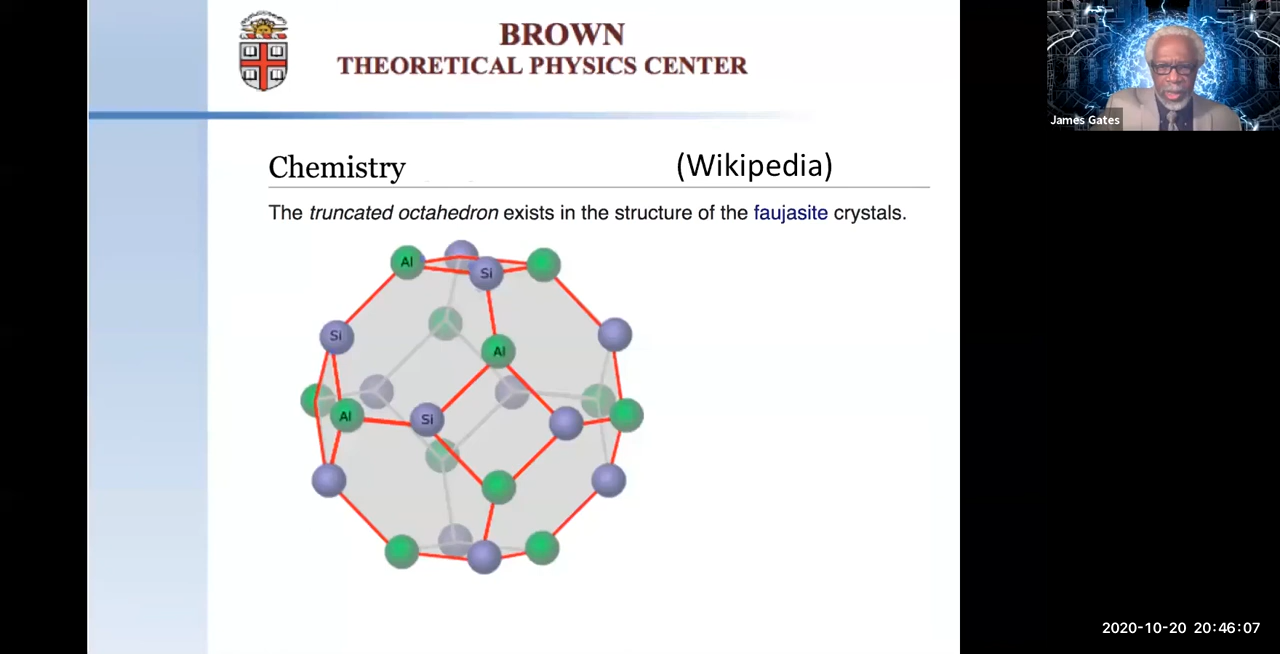 BROWN
THEORETICAL PHYSICS CENTER
James Gates
Chemistry (Wikipedia)
The truncated octahedron exists in the structure of the faujasite crystals.
Al
Si
Si
Al
Al
Si
2020-10-20 20:46:07